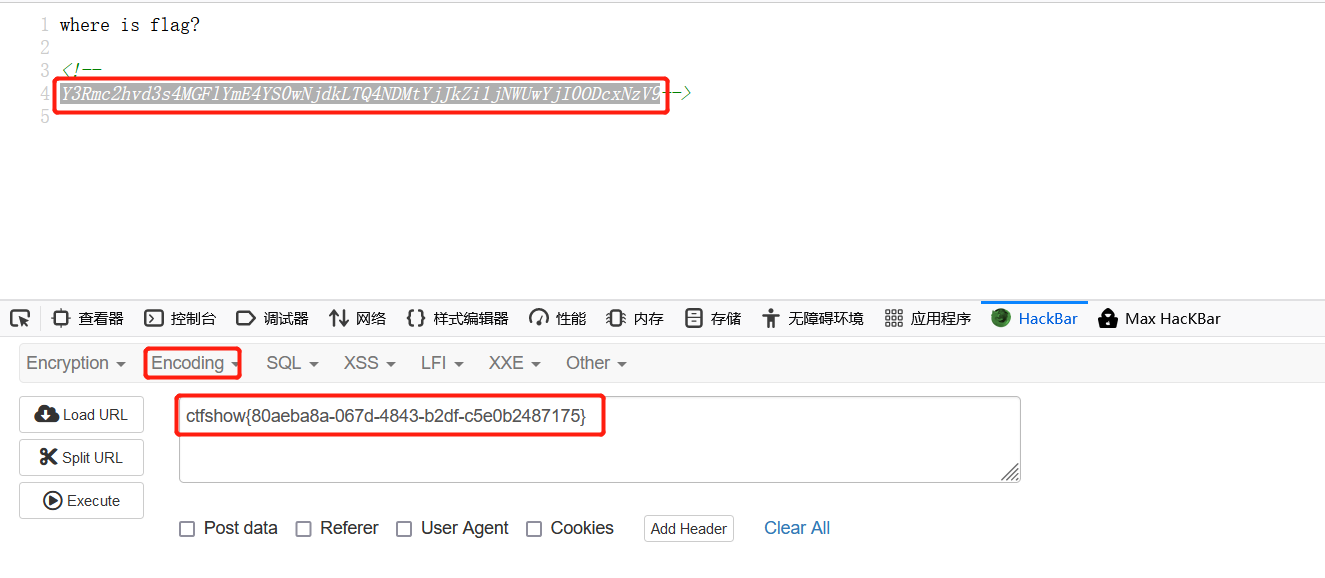 1 where is flag?
2
3 <!--
4 Y3Rmc2hvd3s4MGFlYmE4YS0wNjdkLTQ4NDMtYjJkZi1jNWUwYjI0ODcxNzV9-->
5
查看器 控制台 调试器 网络 样式编辑器 性能 内存 存储 无障碍环境 应用程序 HackBar Max HacKBar
Encryption Encoding SQL XSS LFI XXE Other
Load URL
ctfshow{80aeba8a-067d-4843-b2df-c5e0b2487175}
Split URL
Execute
Post data Referer User Agent Cookies Add Header Clear All